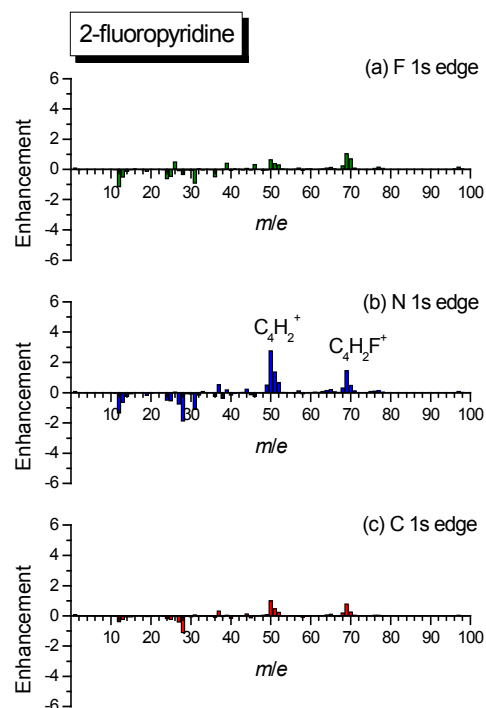 2-fluoropyridine
(a) F 1s edge
Enhancement
6
4
2
0
-2
-4
-6
10 20 30 40 50 60 70 80 90 100
m/e
(b) N 1s edge
C₄H₂⁺
C₄H₂F⁺
Enhancement
6
4
2
0
-2
-4
-6
10 20 30 40 50 60 70 80 90 100
m/e
(c) C 1s edge
Enhancement
6
4
2
0
-2
-4
-6
10 20 30 40 50 60 70 80 90 100
m/e